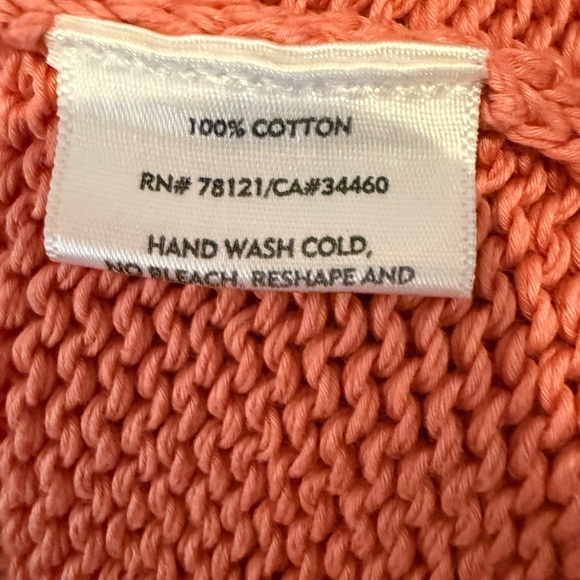 100% COTTON
RN# 78121/CA#34460
HAND WASH COLD,
NO BLEACH, RESHAPE AND